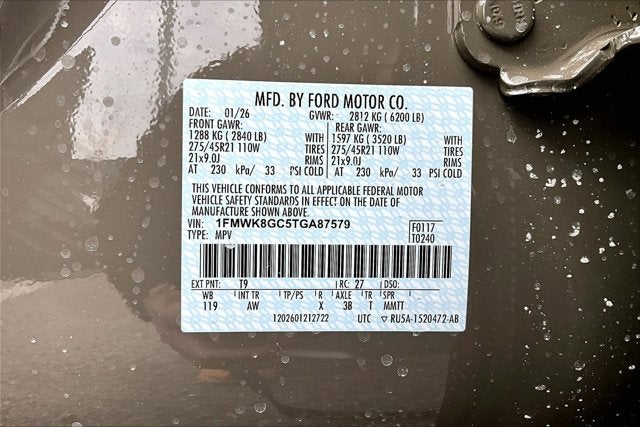 MFD. BY FORD MOTOR CO.
DATE: 01/26 GVWR: 2812 KG ( 6200 LB)
FRONT GAWR: REAR GAWR:
1288 KG ( 2840 LB) WITH 1597 KG ( 3520 LB) WITH
275/45R21 110W TIRES 275/45R21 110W TIRES
21x9.0J RIMS 21x9.0J RIMS
AT 230 kPa/ 33 PSI COLD AT 230 kPa/ 33 PSI COLD
THIS VEHICLE CONFORMS TO ALL APPLICABLE FEDERAL MOTOR
VEHICLE SAFETY STANDARDS IN EFFECT ON THE DATE OF
MANUFACTURE SHOWN ABOVE.
VIN: 1FMWK8GC5TGA87579 F0117
TYPE: MPV T0240
EXT PNT: T9 RC: 27 DSO:
WB INT TR TP/PS R AXLE TR SPR
119 AW X 3B T MMTT
1202601212722 UTC ▽ RU5A-1520472-AB